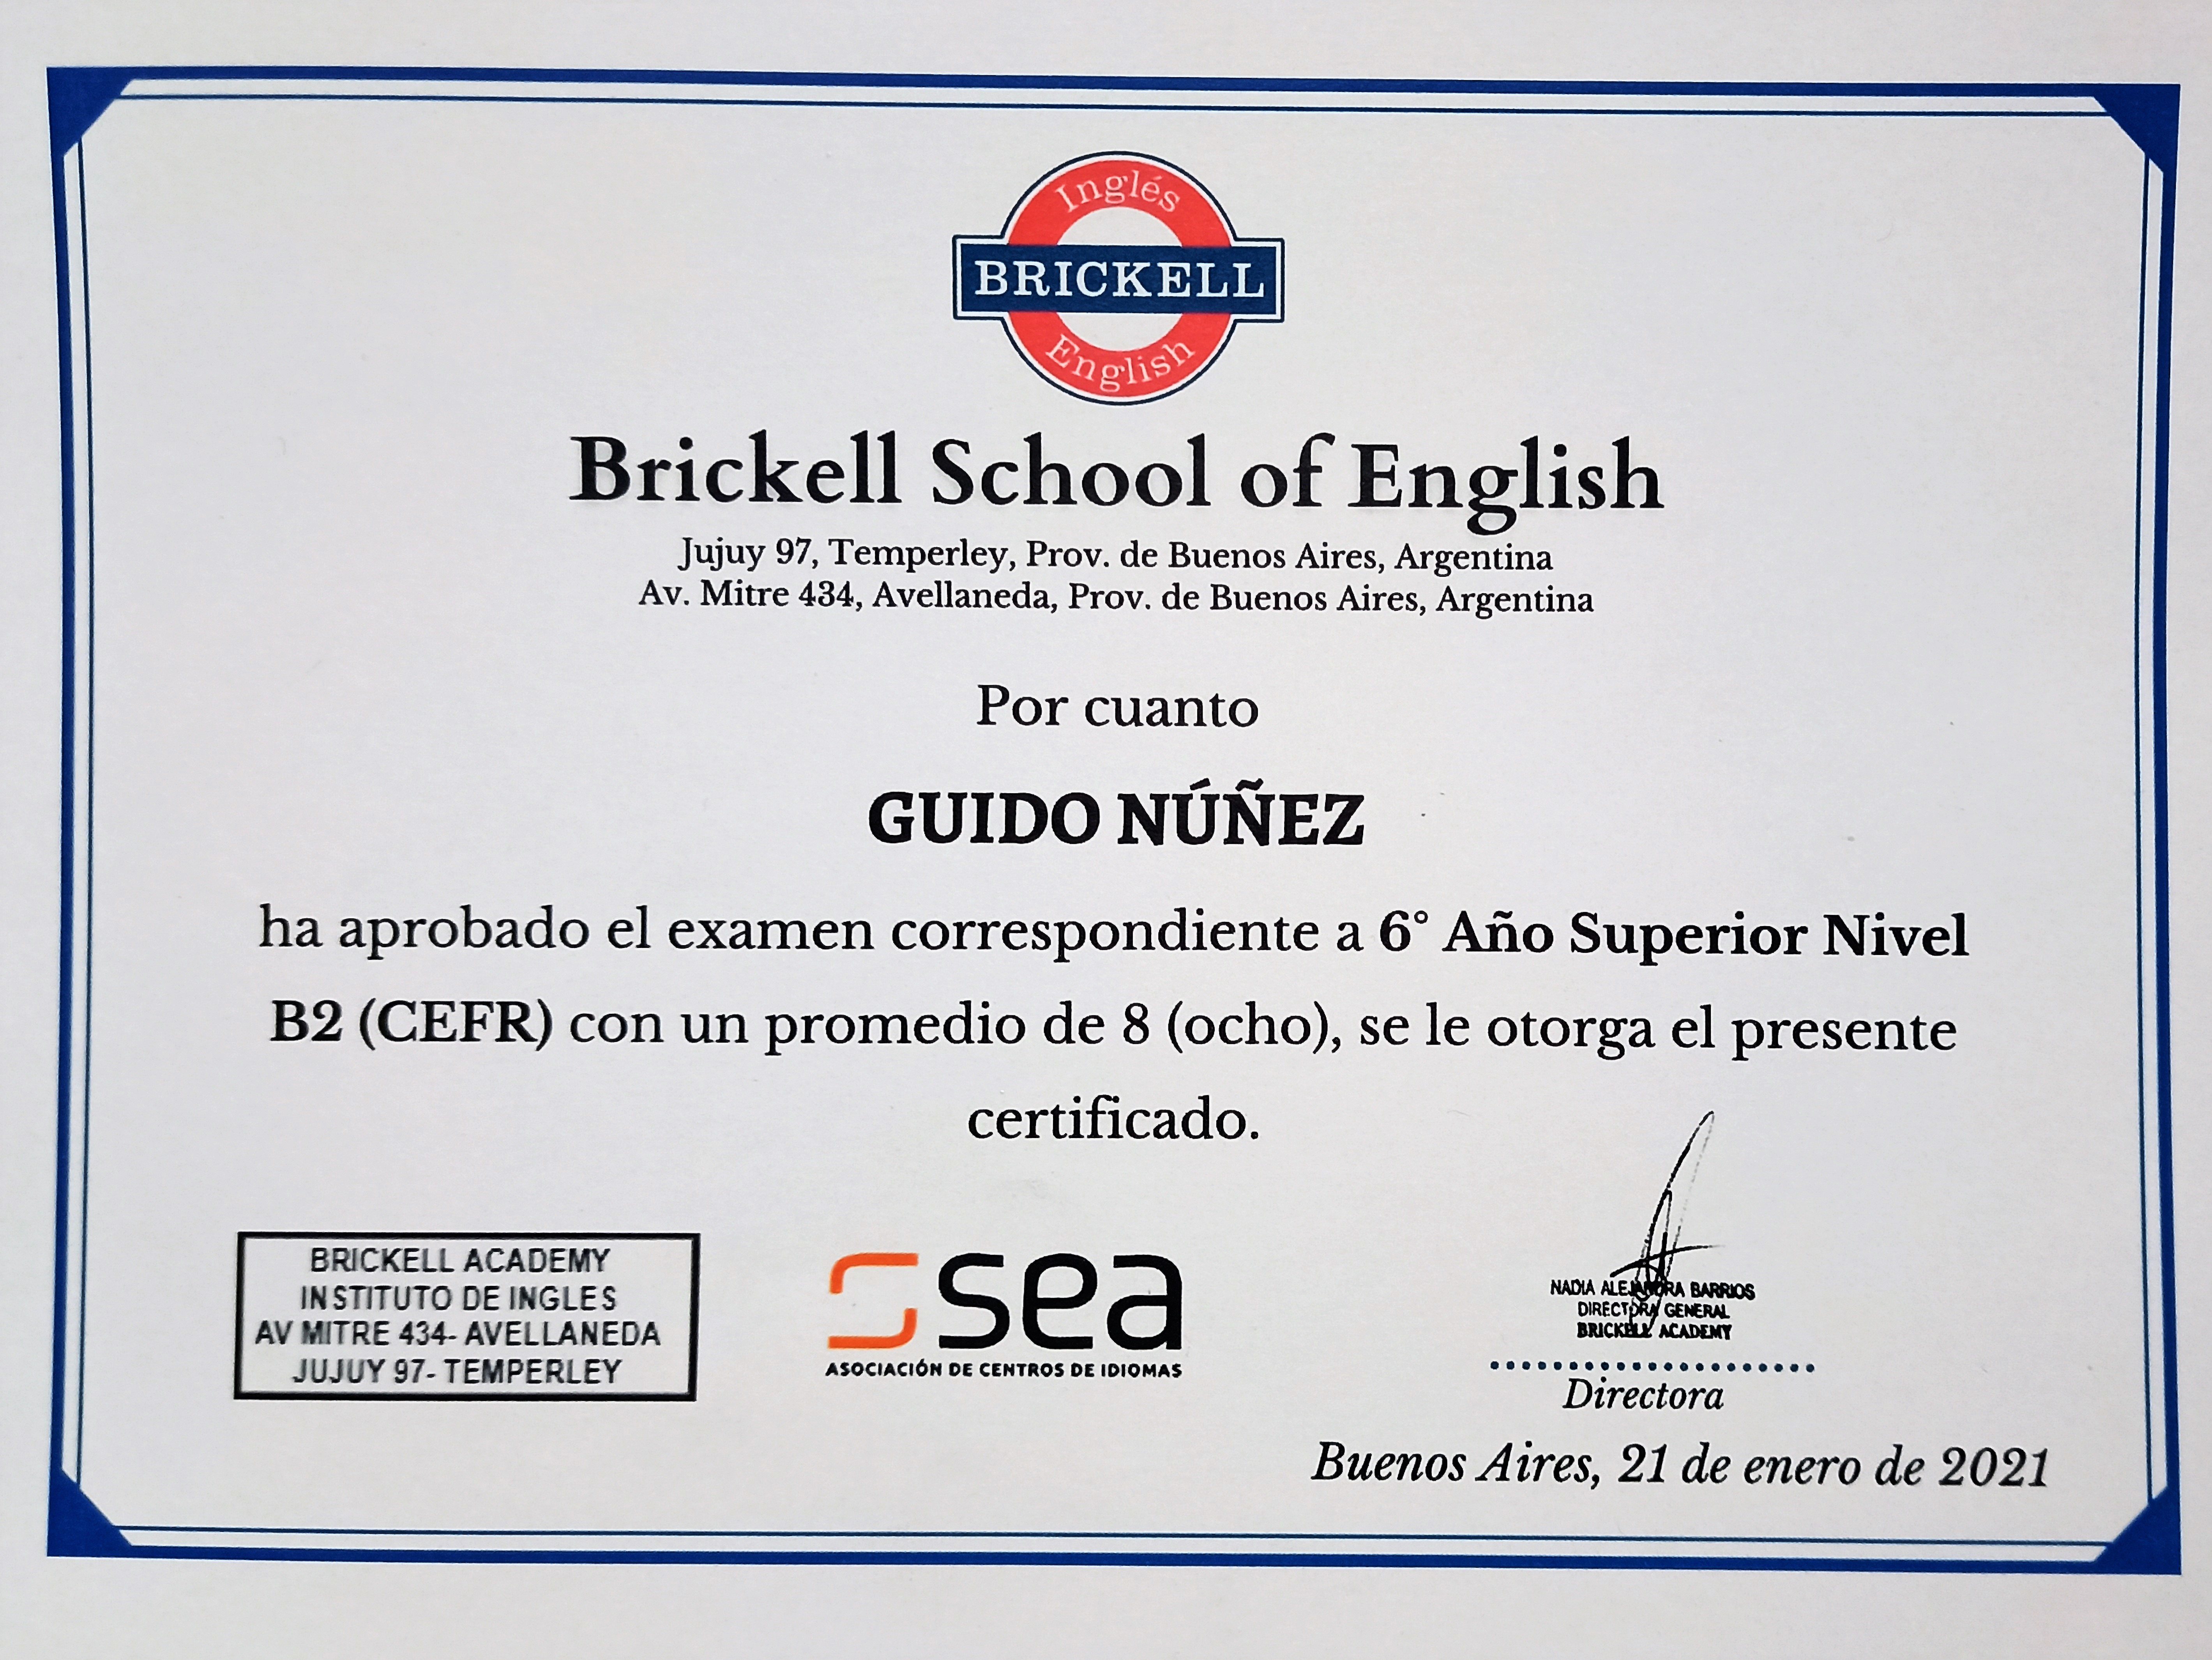 Inglés
BRICKELL
English
Brickell School of English
Jujuy 97, Temperley, Prov. de Buenos Aires, Argentina
Av. Mitre 434, Avellaneda, Prov. de Buenos Aires, Argentina
Por cuanto
GUIDO NÚÑEZ
ha aprobado el examen correspondiente a 6° Año Superior Nivel
B2 (CEFR) con un promedio de 8 (ocho), se le otorga el presente
certificado.
BRICKELL ACADEMY
INSTITUTO DE INGLES
AV MITRE 434- AVELLANEDA
JUJUY 97- TEMPERLEY
sea
ASOCIACIÓN DE CENTROS DE IDIOMAS
NADIA ALEJANDRA BARRIOS
DIRECTORA GENERAL
BRICKELL ACADEMY
Directora
Buenos Aires, 21 de enero de 2021